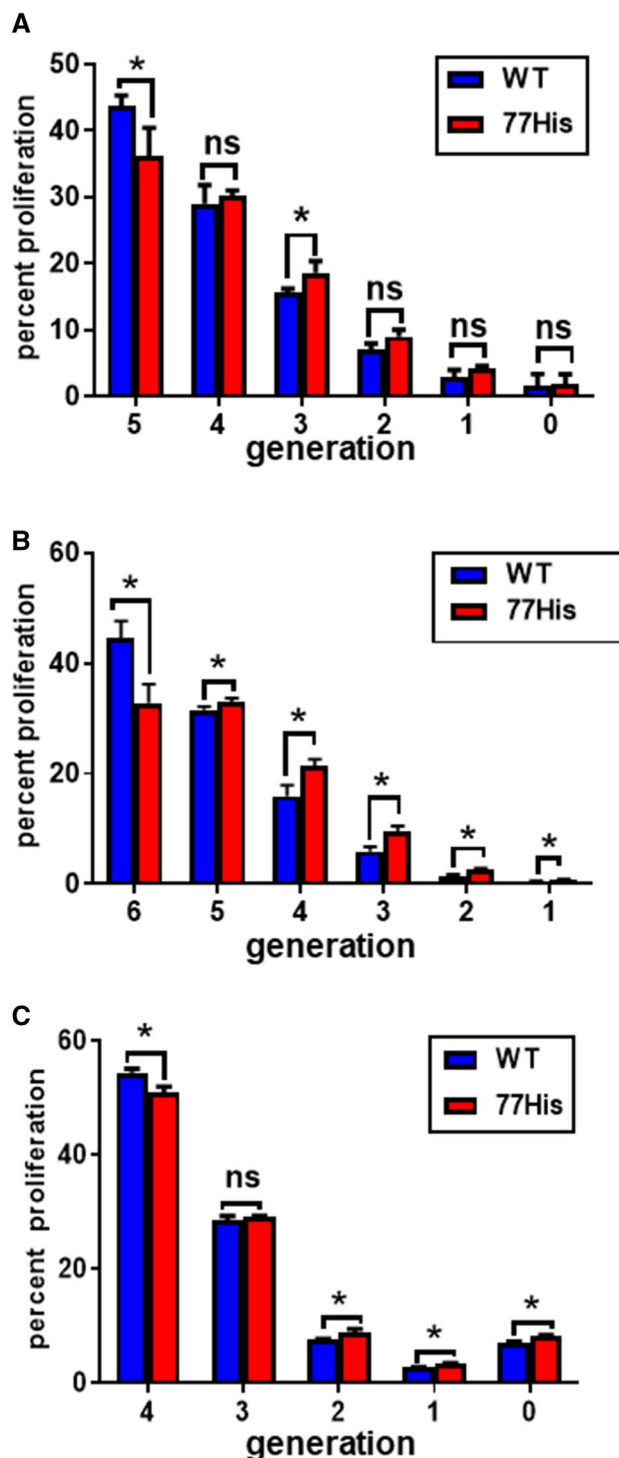 A
50
40
30
20
10
0
percent proliferation
WT
77His
*
ns
*
ns
ns
ns
5 4 3 2 1 0
generation
B
60
40
20
0
percent proliferation
WT
77His
*
*
*
*
*
*
6 5 4 3 2 1
generation
C
60
40
20
0
percent proliferation
WT
77His
*
ns
*
*
*
4 3 2 1 0
generation